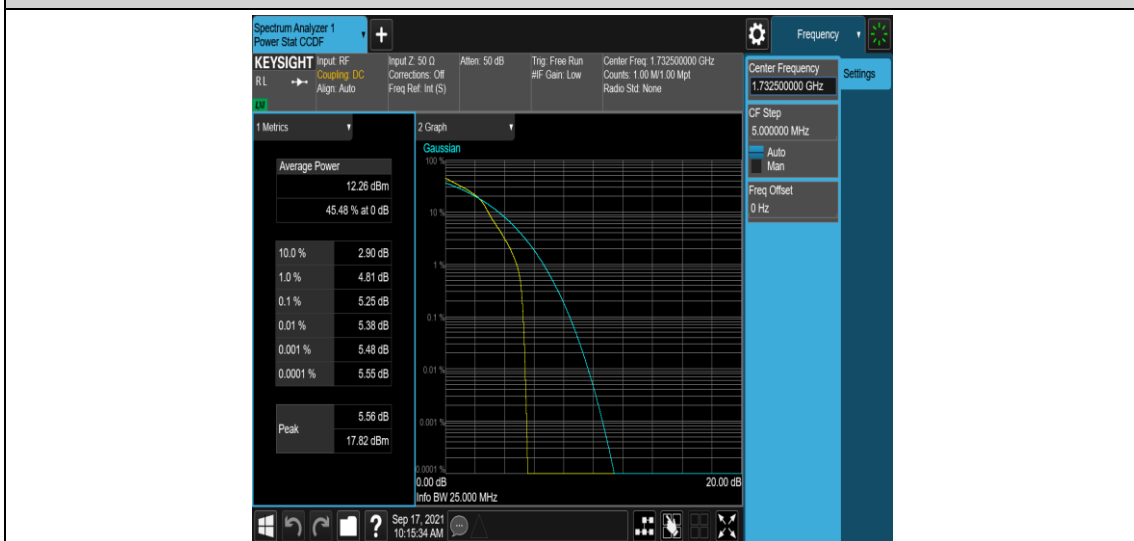 Spectrum Analyzer 1
Power Stat CCDF
Frequency
KEYSIGHT
RL
Input: RF
Coupling: DC
Align: Auto
Input Z: 50 Ω
Corrections: Off
Freq Ref: Int (S)
Atten: 50 dB
Trig: Free Run
#IF Gain: Low
Center Freq: 1.732500000 GHz
Counts: 1.00 M/1.00 Mpt
Radio Std: None
Center Frequency
1.732500000 GHz
Settings
CF Step
5.000000 MHz
Auto
Man
Freq Offset
0 Hz
1 Metrics
Average Power
12.26 dBm
45.48 % at 0 dB
10.0 % 2.90 dB
1.0 % 4.81 dB
0.1 % 5.25 dB
0.01 % 5.38 dB
0.001 % 5.48 dB
0.0001 % 5.55 dB
Peak
5.56 dB
17.82 dBm
2 Graph
Gaussian
100 %
10 %
1 %
0.1 %
0.01 %
0.001 %
0.0001 %
0.00 dB 20.00 dB
Info BW 25.000 MHz
Sep 17, 2021
10:15:34 AM